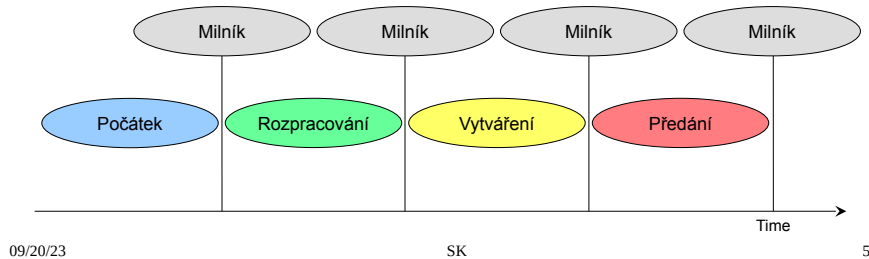 Milník Milník Milník Milník
Počátek Rozpracování Vytváření Předání
Time
09/20/23 SK 5